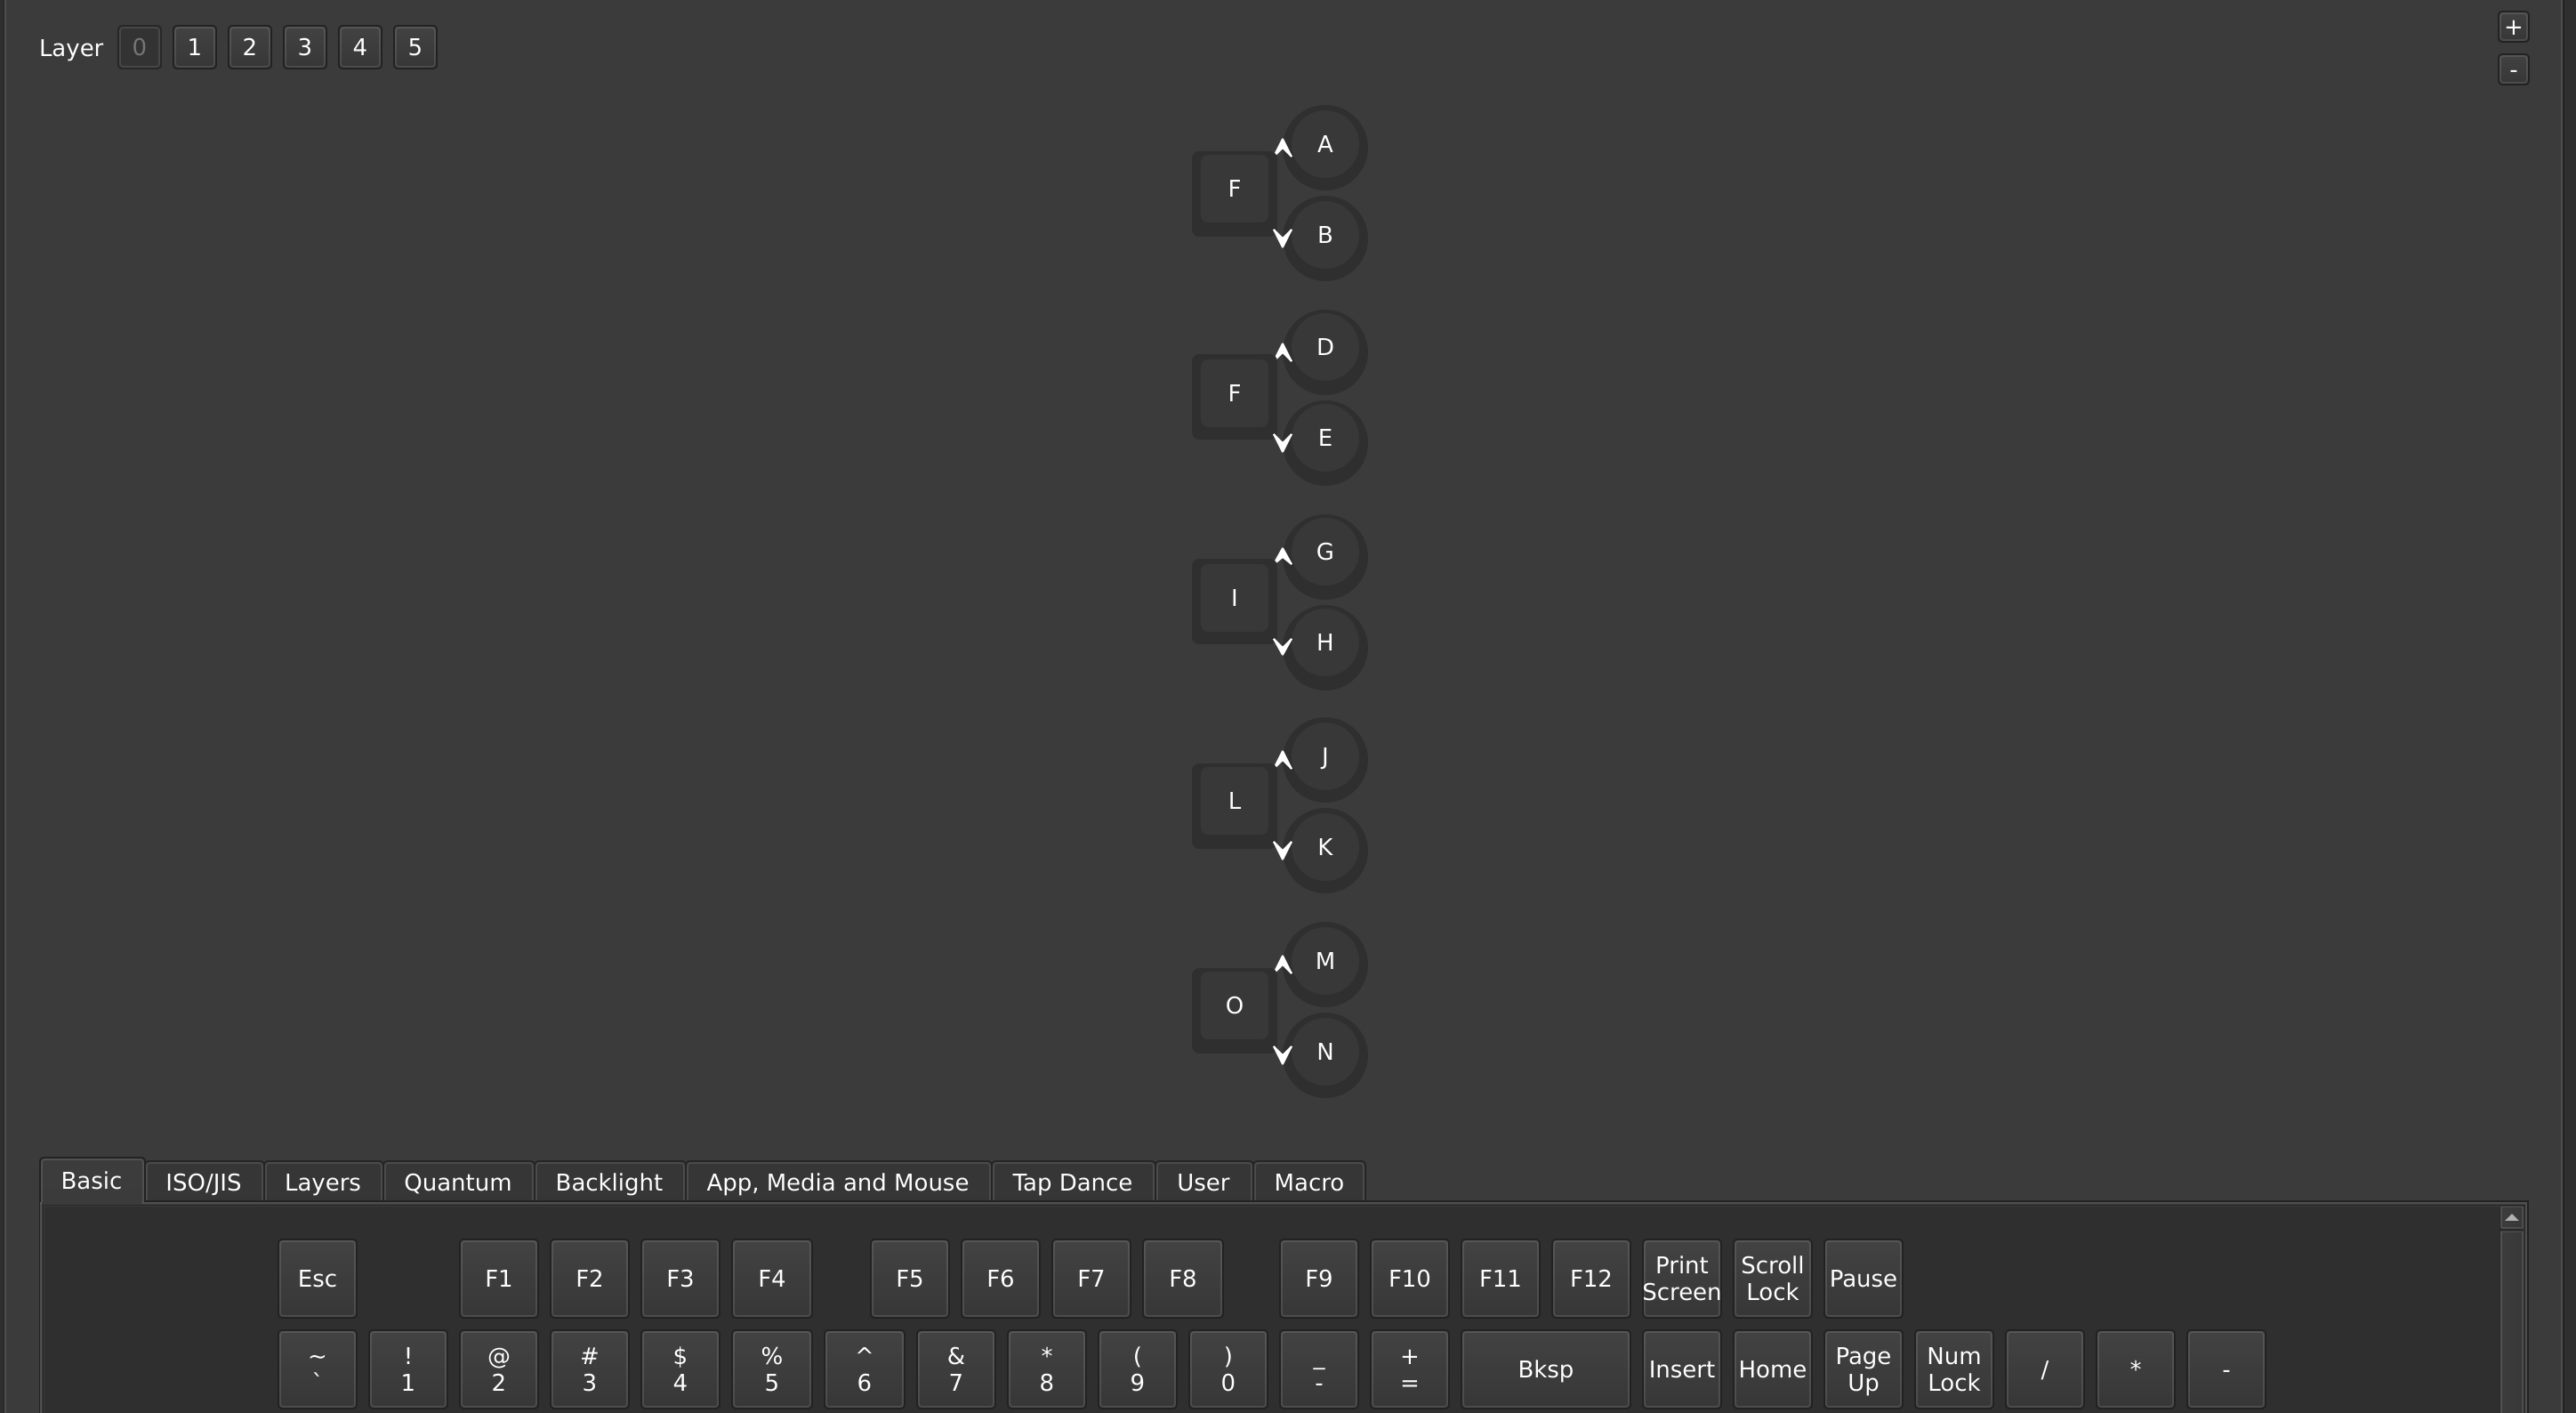 Layer 0 1 2 3 4 5
+
-
A
F
B
D
F
E
G
I
H
J
L
K
M
O
N
Basic ISO/JIS Layers Quantum Backlight App, Media and Mouse Tap Dance User Macro
Esc F1 F2 F3 F4 F5 F6 F7 F8 F9 F10 F11 F12 Print Screen Scroll Lock Pause
~ ! @ # $ % ^ & * ( ) _ + Bksp Insert Home Page Up Num Lock / * -
` 1 2 3 4 5 6 7 8 9 0 - =